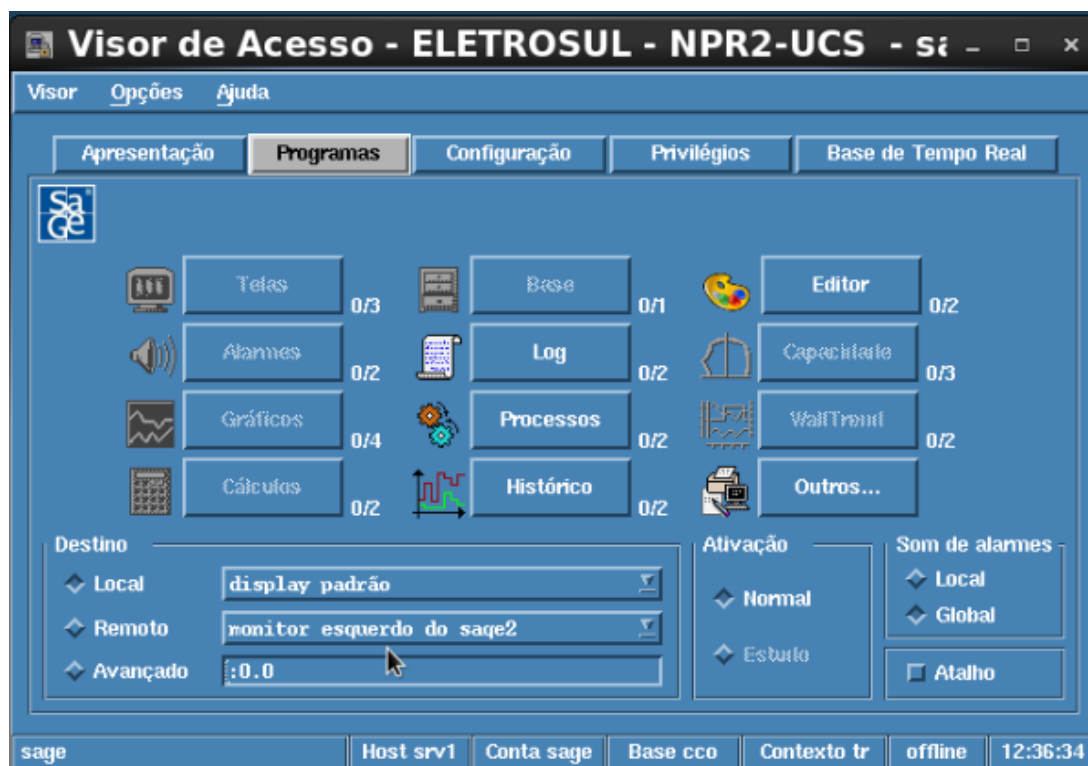 Visor de Acesso - ELETROSUL - NPR2-UCS - sa
Visor Opções Ajuda
Apresentação Programas Configuração Privilégios Base de Tempo Real
SaGe
Telas 0/3 Base 0/1 Editor 0/2
Alarmes 0/2 Log 0/2 Capacidade 0/3
Gráficos 0/4 Processos 0/2 WallTrend 0/2
Cálculos 0/2 Histórico 0/2 Outros...
Destino Ativação Som de alarmes
Local display padrão Normal Local
Remoto monitor esquerdo do sage2 Global
Avançado :0.0 Estudo Atalho
sage Host srv1 Conta sage Base cco Contexto tr offline 12:36:34